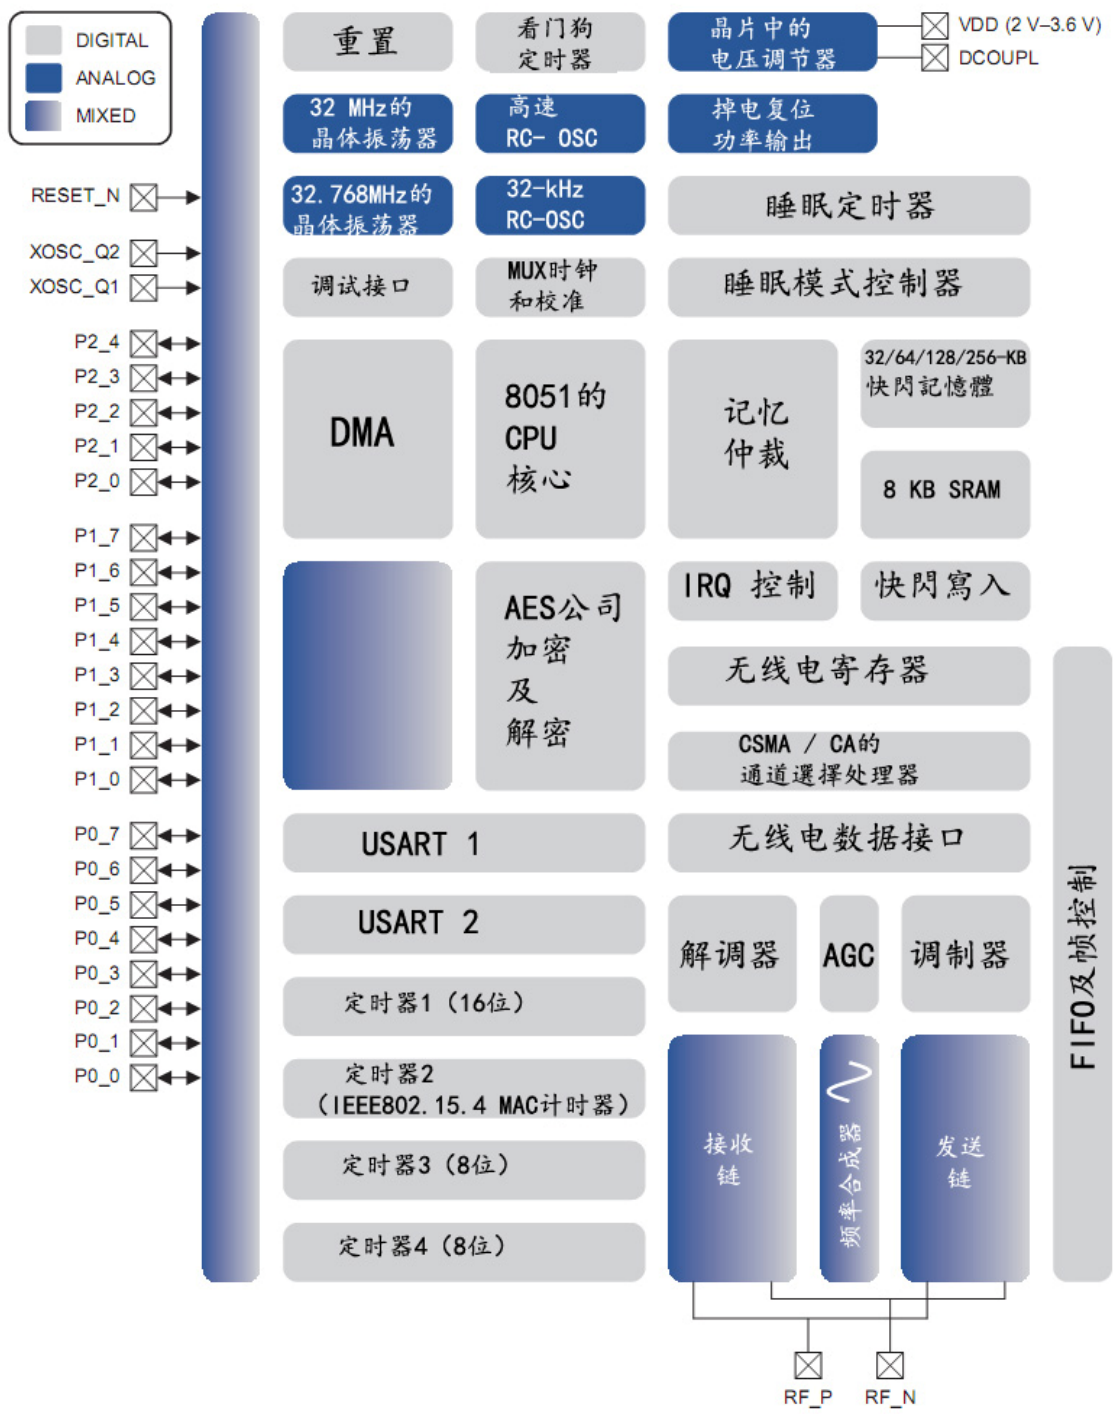 DIGITAL
ANALOG
MIXED
重置
看门狗
定时器
晶片中的
电压调节器
VDD (2 V–3.6 V)
DCOUPL
32 MHz的
晶体振荡器
高速
RC- OSC
掉电复位
功率输出
RESET_N
32.768MHz的
晶体振荡器
32-kHz
RC-OSC
睡眠定时器
XOSC_Q2
XOSC_Q1
调试接口
MUX时钟
和校准
睡眠模式控制器
P2_4
P2_3
P2_2
P2_1
P2_0
DMA
8051的
CPU
核心
记忆
仲裁
32/64/128/256-KB
快閃記憶體
8 KB SRAM
P1_7
P1_6
P1_5
P1_4
P1_3
P1_2
P1_1
P1_0
AES公司
加密
及
解密
IRQ 控制
快閃寫入
无线电寄存器
CSMA / CA的
通道選擇处理器
P0_7
P0_6
P0_5
P0_4
P0_3
P0_2
P0_1
P0_0
USART 1
无线电数据接口
USART 2
解调器
AGC
调制器
FIFO及帧控制
定时器1（16位）
定时器2
（IEEE802.15.4 MAC计时器）
定时器3（8位）
定时器4（8位）
接收
链
频率合成器
发送
链
RF_P
RF_N